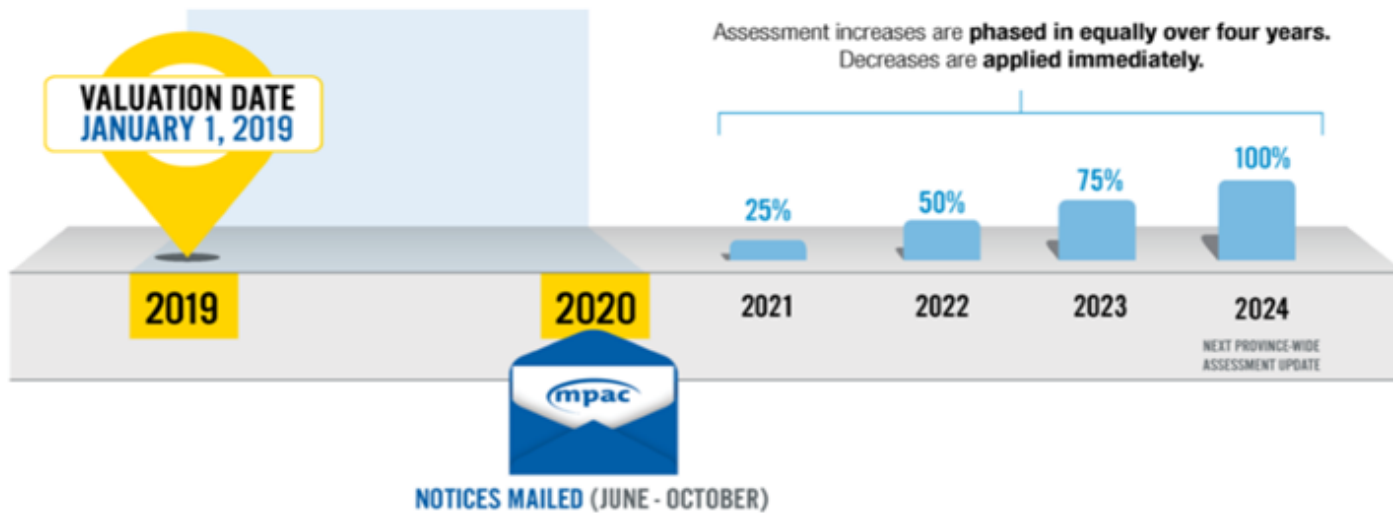 Assessment increases are phased in equally over four years.
Decreases are applied immediately.
VALUATION DATE
JANUARY 1, 2019
25%
50%
75%
100%
2019
2020
2021
2022
2023
2024
NEXT PROVINCE-WIDE
ASSESSMENT UPDATE
mpac
NOTICES MAILED (JUNE - OCTOBER)